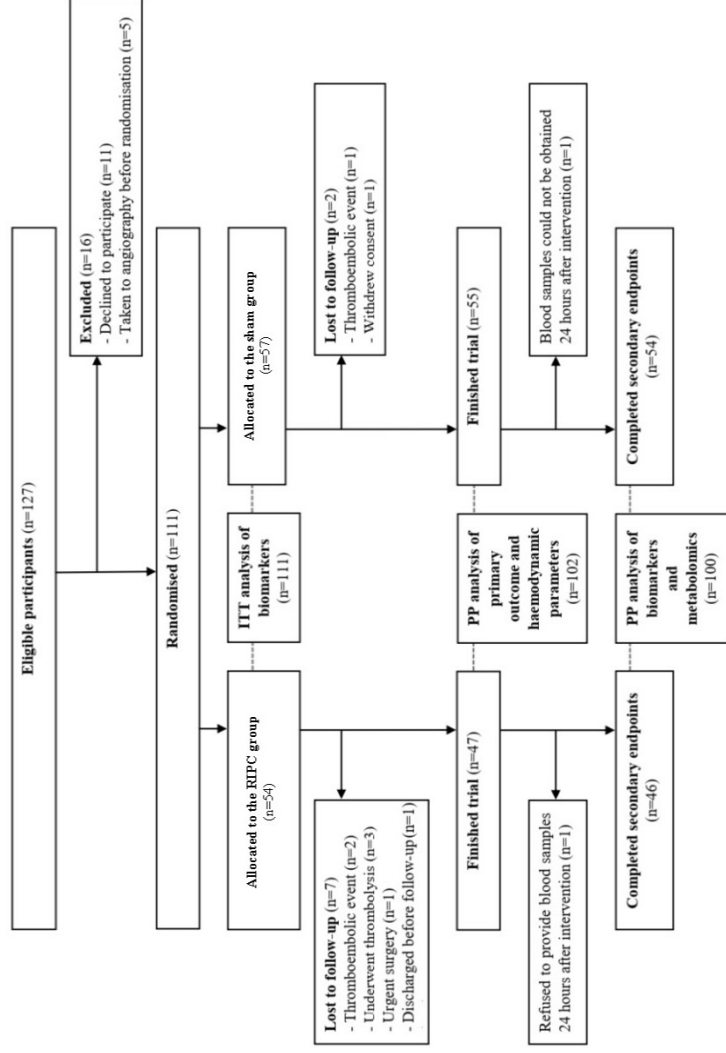 Eligible participants (n=127)
Excluded (n=16)
- Declined to participate (n=11)
- Taken to angiography before randomisation (n=5)
Randomised (n=111)
Allocated to the RIPC group
(n=54)
ITT analysis of
biomarkers
(n=111)
Allocated to the sham group
(n=57)
Lost to follow-up (n=7)
- Thromboembolic event (n=2)
- Underwent thrombolysis (n=3)
- Urgent surgery (n=1)
- Discharged before follow-up(n=1)
Lost to follow-up (n=2)
- Thromboembolic event (n=1)
- Withdrew consent (n=1)
Finished trial (n=47)
PP analysis of
primary
outcome and
haemodynamic
parameters
(n=102)
Finished trial (n=55)
Refused to provide blood samples
24 hours after intervention (n=1)
Blood samples could not be obtained
24 hours after intervention (n=1)
Completed secondary endpoints
(n=46)
PP analysis of
biomarkers
and
metabolomics
(n=100)
Completed secondary endpoints
(n=54)